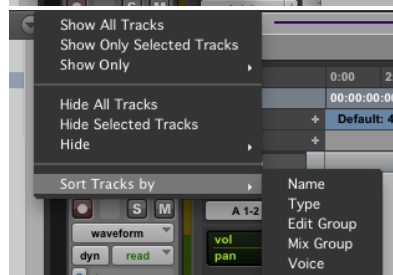 S M
Show All Tracks
Show Only Selected Tracks
Show Only
Hide All Tracks
Hide Selected Tracks
Hide
Sort Tracks by
Name
Type
Edit Group
Mix Group
Voice
0:00
00:00:00:0
Default: 4
S M
waveform
dyn read
A 1-2
vol
pan